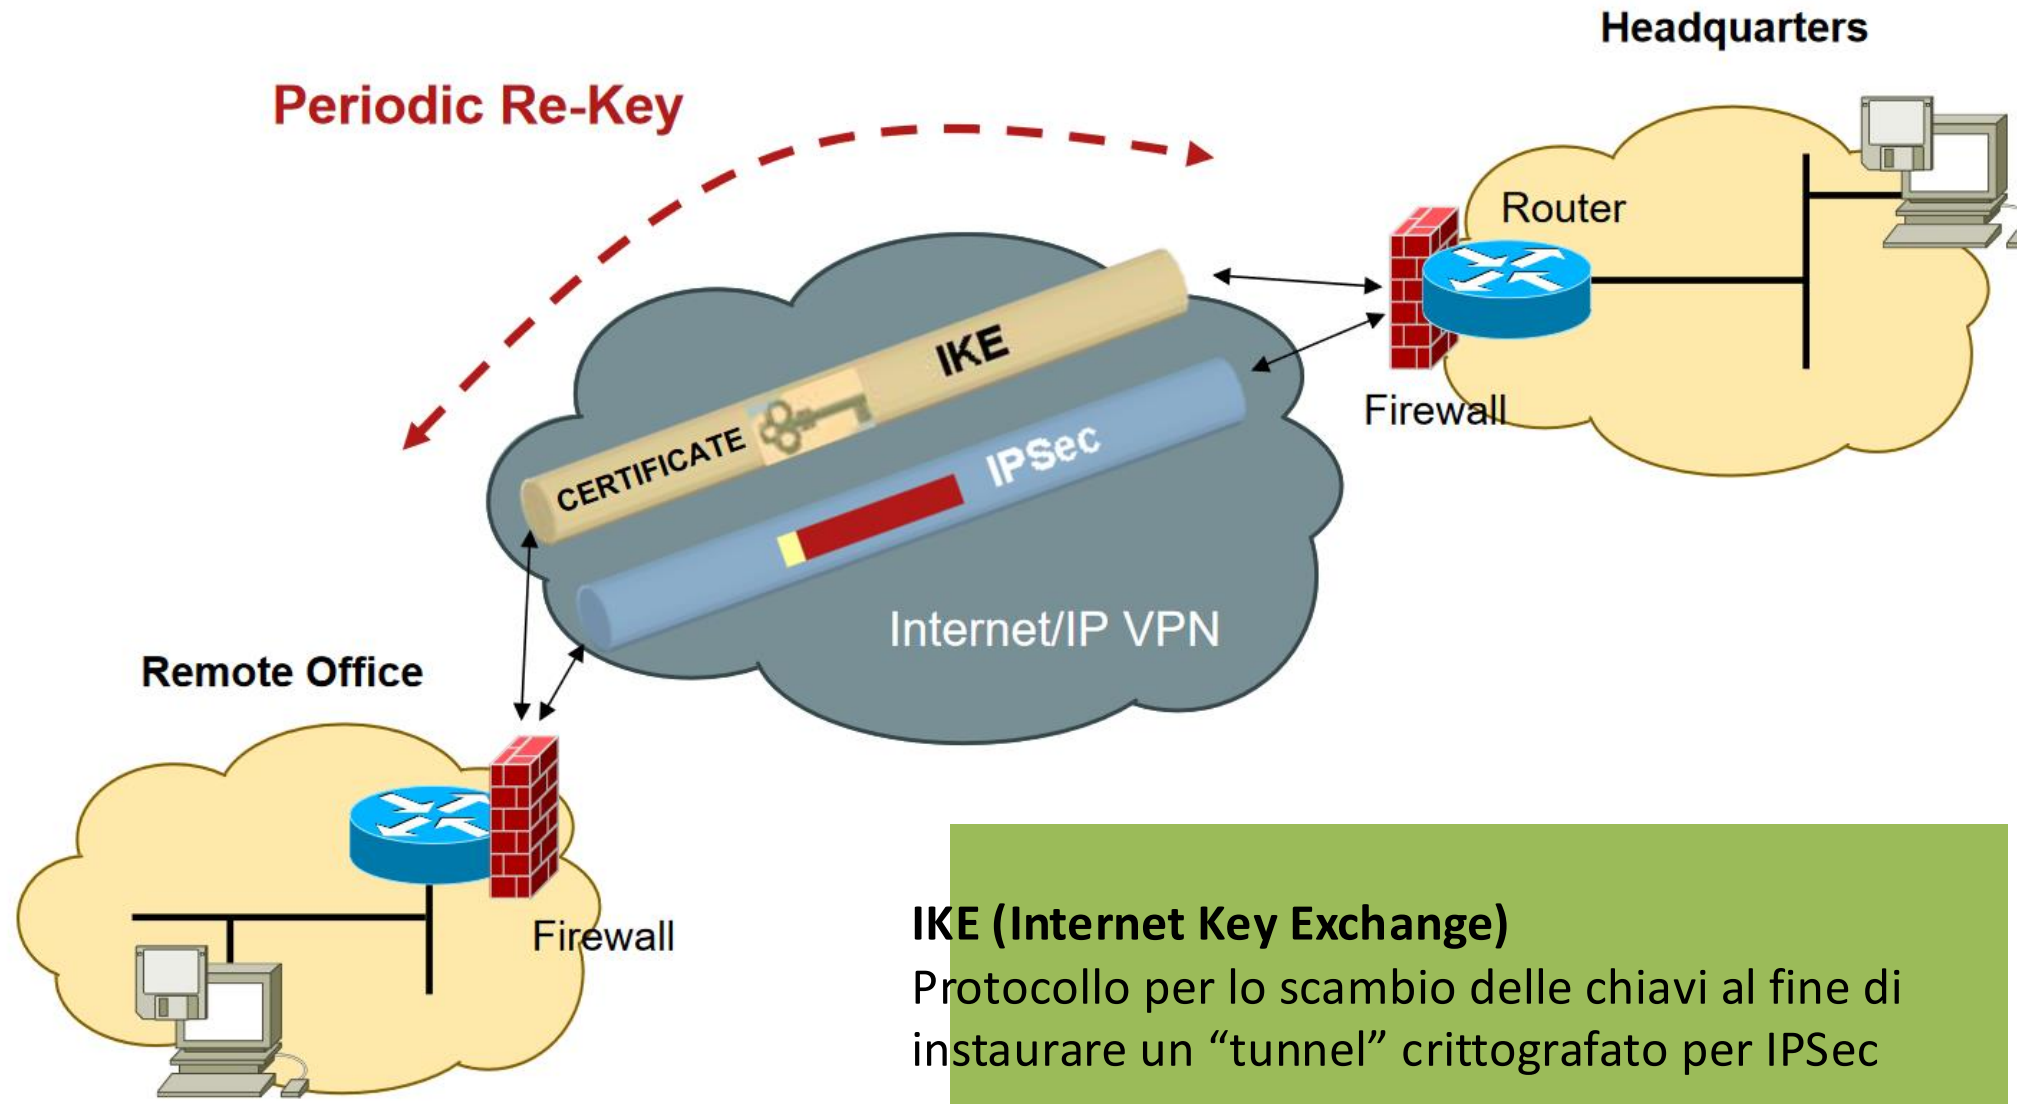 Headquarters
Periodic Re-Key
Router
IKE
Firewall
CERTIFICATE
IPSec
Internet/IP VPN
Remote Office
Firewall
IKE (Internet Key Exchange)
Protocollo per lo scambio delle chiavi al fine di
instaurare un “tunnel” crittografato per IPSec